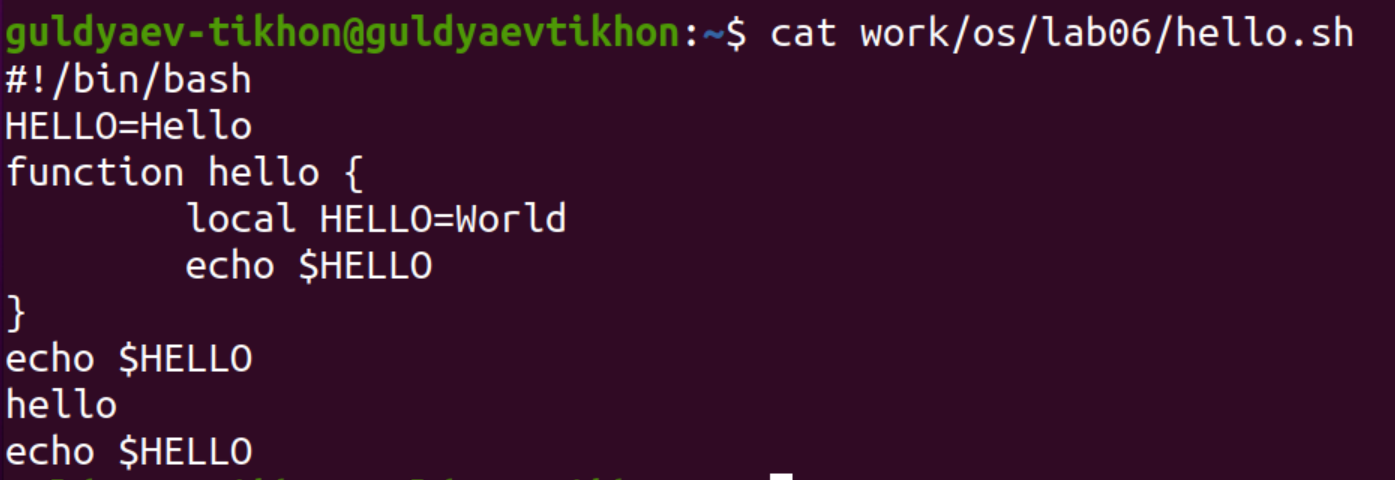 guldyaev-tikhon@guldyaevtikhon:~$ cat work/os/lab06/hello.sh
#!/bin/bash
HELLO=Hello
function hello {
        local HELLO=World
        echo $HELLO
}
echo $HELLO
hello
echo $HELLO